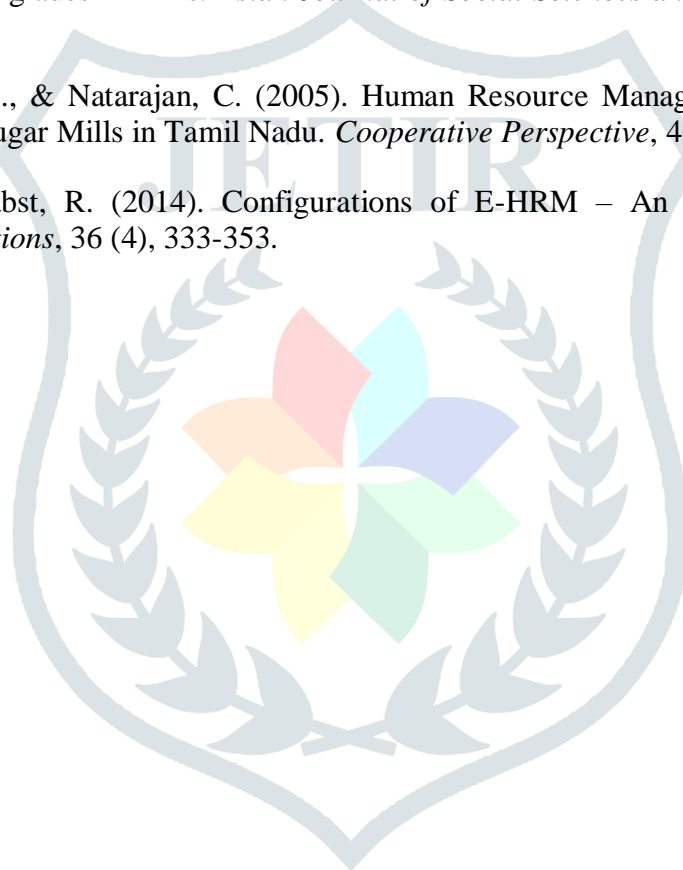 ., & Natarajan, C. (2005). Human Resource Manag
ugar Mills in Tamil Nadu. Cooperative Perspective, 4
JETIR
bst, R. (2014). Configurations of E-HRM – An
tions, 36 (4), 333-353.